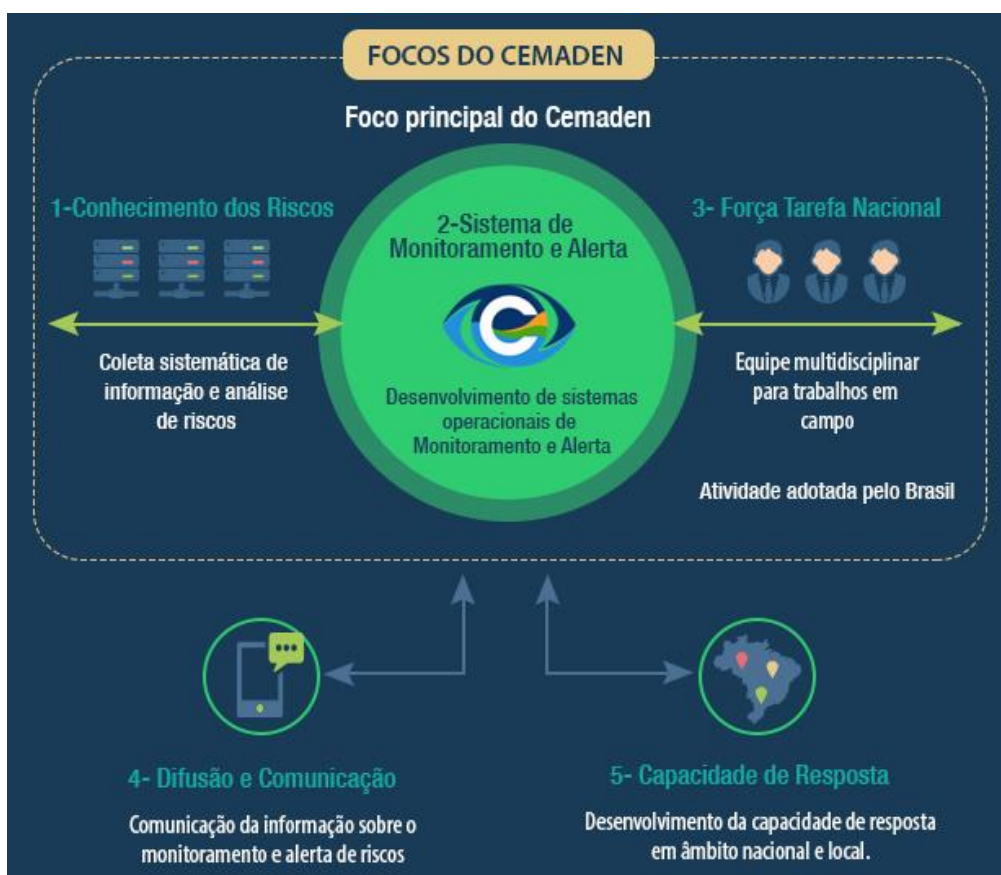 FOCOS DO CEMADEN
Foco principal do Cemaden
1-Conhecimento dos Riscos
Coleta sistemática de
informação e análise
de riscos
2-Sistema de
Monitoramento e Alerta
Desenvolvimento de sistemas
operacionais de
Monitoramento e Alerta
3- Força Tarefa Nacional
Equipe multidisciplinar
para trabalhos em
campo
Atividade adotada pelo Brasil
4- Difusão e Comunicação
Comunicação da informação sobre o
monitoramento e alerta de riscos
5- Capacidade de Resposta
Desenvolvimento da capacidade de resposta
em âmbito nacional e local.